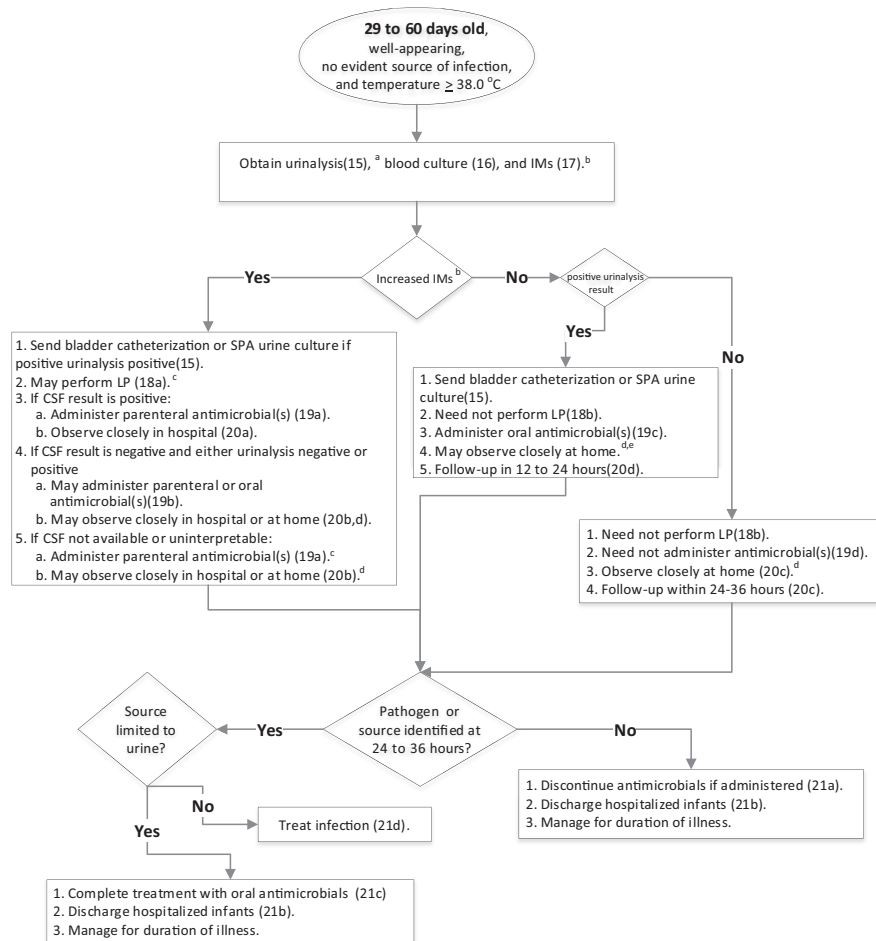 29 to 60 days old,
well-appearing,
no evident source of infection,
and temperature ≥ 38.0 °C
Obtain urinalysis(15), a blood culture (16), and IMs (17).b
Increased IMs b
Yes
No
positive urinalysis
result
Yes
No
1. Send bladder catheterization or SPA urine culture if
positive urinalysis positive(15).
2. May perform LP (18a). c
3. If CSF result is positive:
a. Administer parenteral antimicrobial(s) (19a).
b. Observe closely in hospital (20a).
4. If CSF result is negative and either urinalysis negative or
positive
a. May administer parenteral or oral
antimicrobial(s)(19b).
b. May observe closely in hospital or at home (20b,d).
5. If CSF not available or uninterpretable:
a. Administer parenteral antimicrobial(s) (19a).c
b. May observe closely in hospital or at home (20b).d
1. Send bladder catheterization or SPA urine
culture(15).
2. Need not perform LP(18b).
3. Administer oral antimicrobial(s)(19c).
4. May observe closely at home.d,e
5. Follow-up in 12 to 24 hours(20d).
1. Need not perform LP(18b).
2. Need not administer antimicrobial(s)(19d).
3. Observe closely at home (20c).d
4. Follow-up within 24-36 hours (20c).
Pathogen or
source identified at
24 to 36 hours?
Yes
No
Source
limited to
urine?
1. Discontinue antimicrobials if administered (21a).
2. Discharge hospitalized infants (21b).
3. Manage for duration of illness.
No
Treat infection (21d).
Yes
1. Complete treatment with oral antimicrobials (21c)
2. Discharge hospitalized infants (21b).
3. Manage for duration of illness.